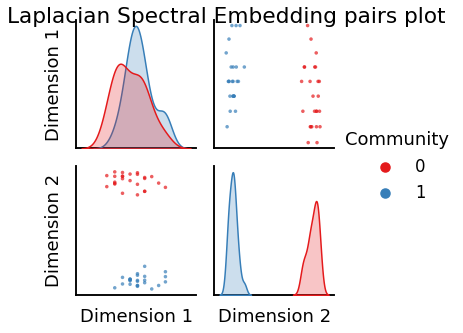 Laplacian Spectral Embedding pairs plot
Dimension 1
Community
0
1
Dimension 2
Dimension 1
Dimension 2